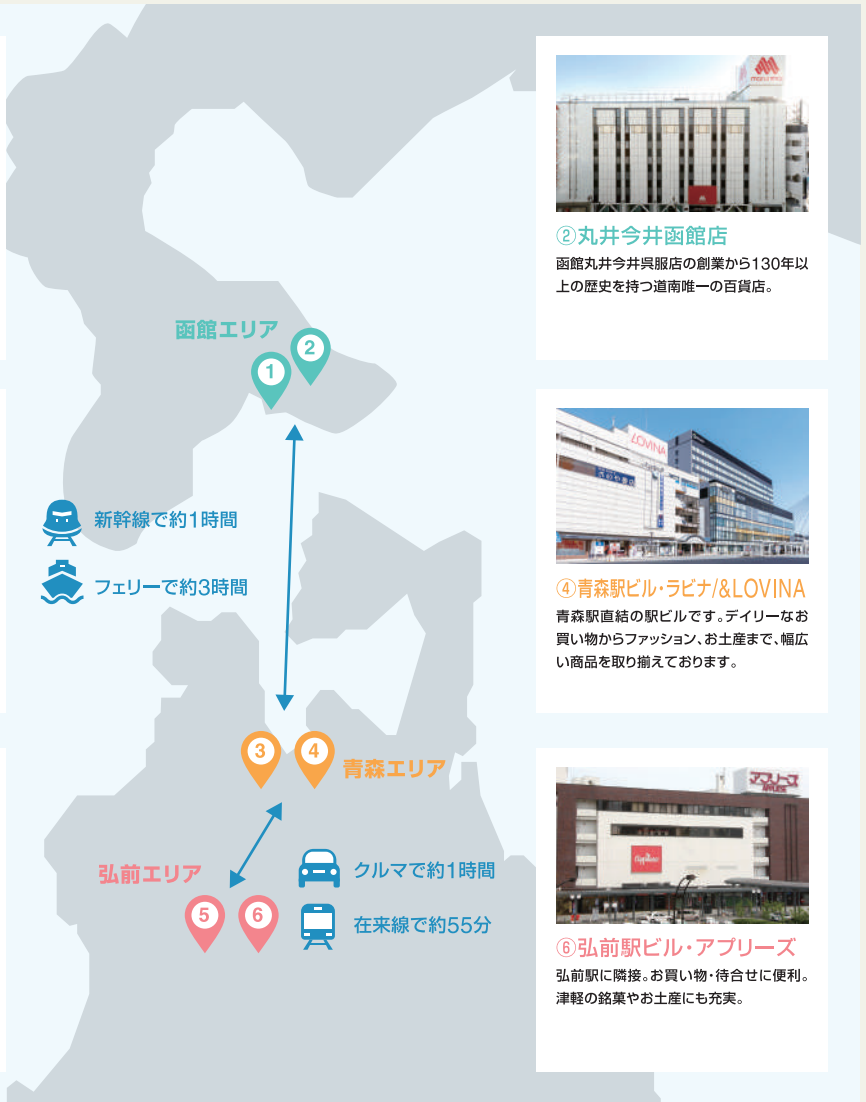 函館エリア
1
2
新幹線で約1時間
フェリーで約3時間
3
4
青森エリア
弘前エリア
5
6
クルマで約1時間
在来線で約55分
②丸井今井函館店
函館丸井今井呉服店の創業から130年以
上の歴史を持つ道南唯一の百貨店。
LOVINA
④青森駅ビル・ラビナ/&LOVINA
青森駅直結の駅ビルです。デイリーなお
買い物からファッション、お土産まで、幅広
い商品を取り揃えております。
アプリーズ
APPLIESE
⑥弘前駅ビル・アプリーズ
弘前駅に隣接。お買い物・待合せに便利。
津軽の銘菓やお土産にも充実。